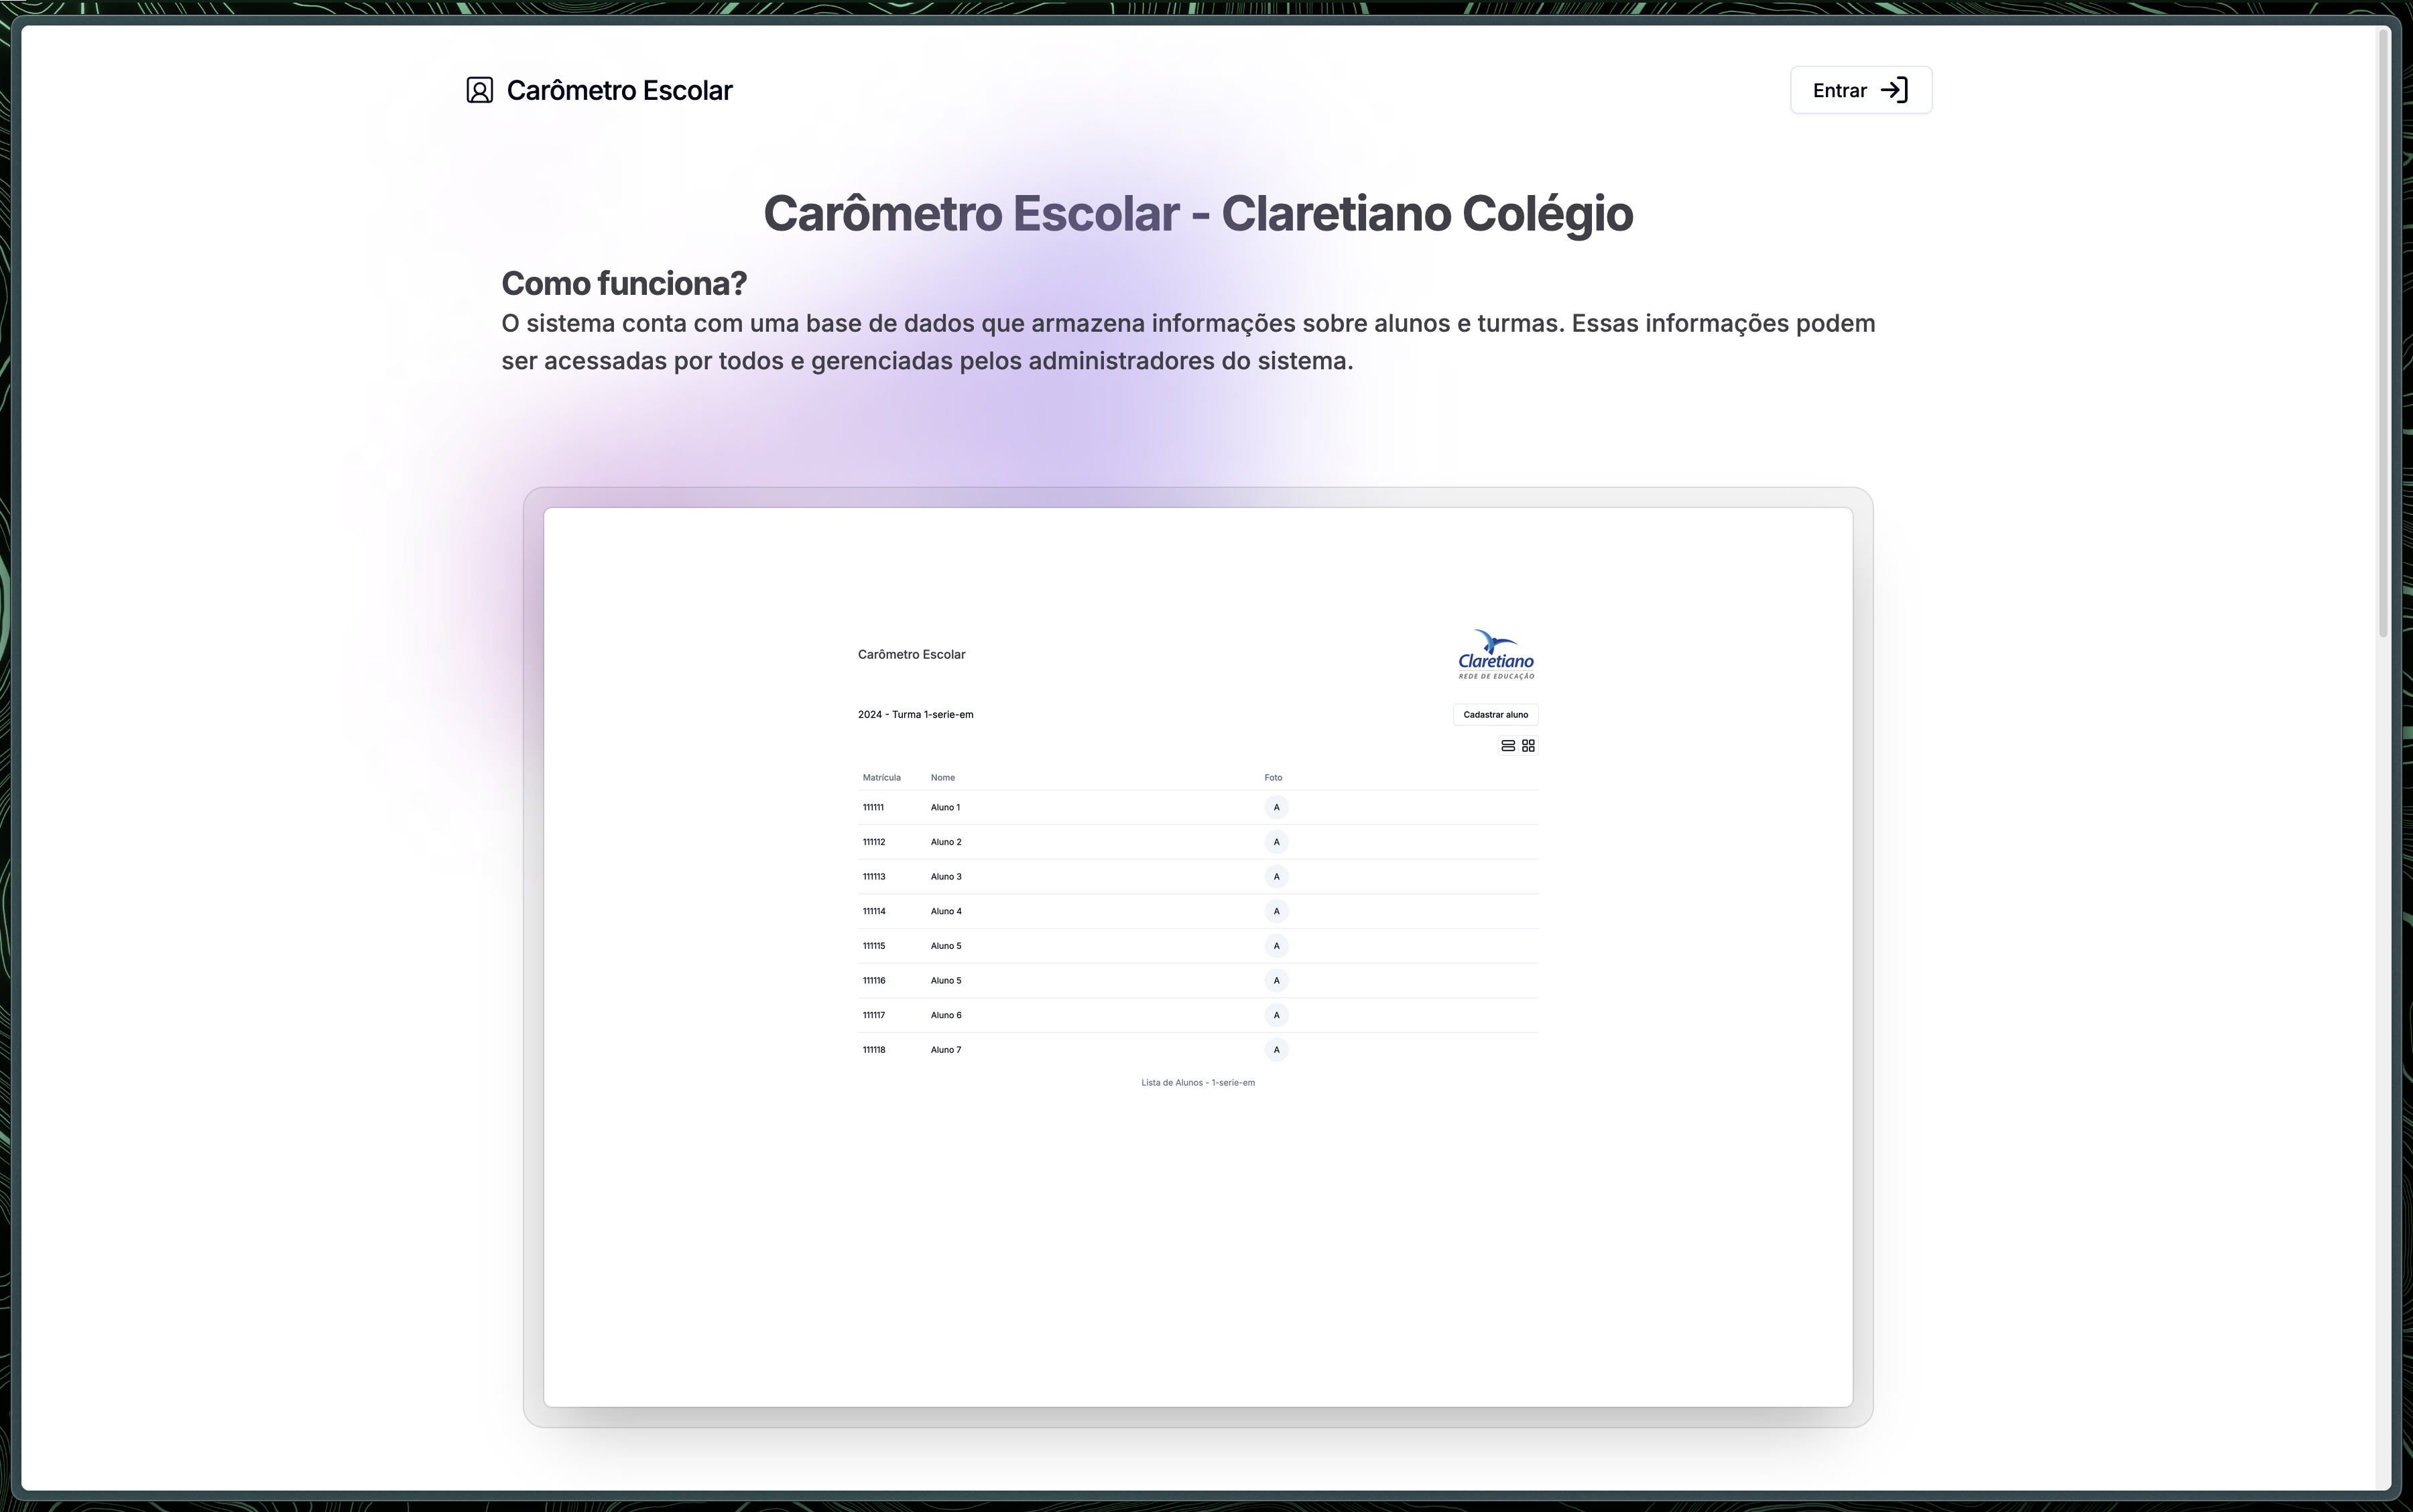 Carômetro Escolar
Entrar
Carômetro Escolar - Claretiano Colégio
Como funciona?
O sistema conta com uma base de dados que armazena informações sobre alunos e turmas. Essas informações podem
ser acessadas por todos e gerenciadas pelos administradores do sistema.
Carômetro Escolar
Claretiano
REDE DE EDUCAÇÃO
2024 - Turma 1-serie-em
Cadastrar aluno
Matrícula Nome Foto
111111 Aluno 1 A
111112 Aluno 2 A
111113 Aluno 3 A
111114 Aluno 4 A
111115 Aluno 5 A
111116 Aluno 5 A
111117 Aluno 6 A
111118 Aluno 7 A
Lista de Alunos - 1-serie-em